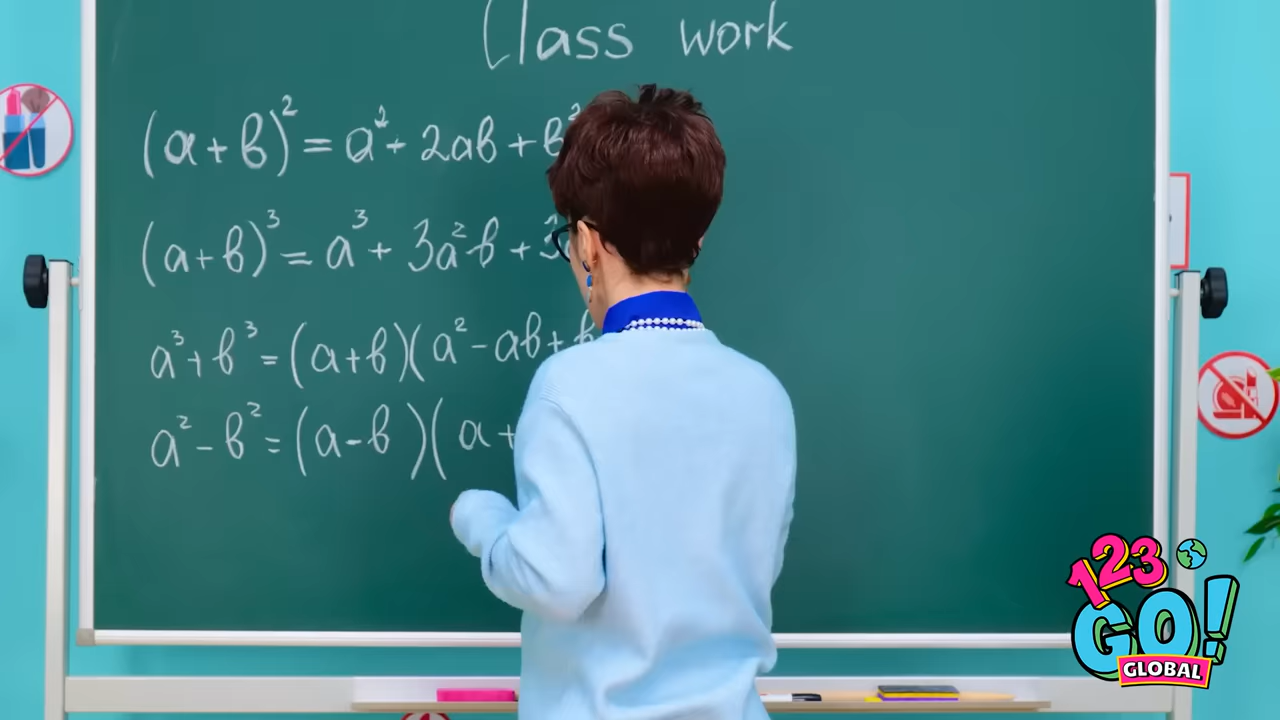 Class work
(a+b)² = a² + 2ab + b²
(a+b)³ = a³ + 3a²b + 3
a³+b³ = (a+b)(a² - ab + b
a² - b² = (a-b)(a+
123
GO!
GLOBAL